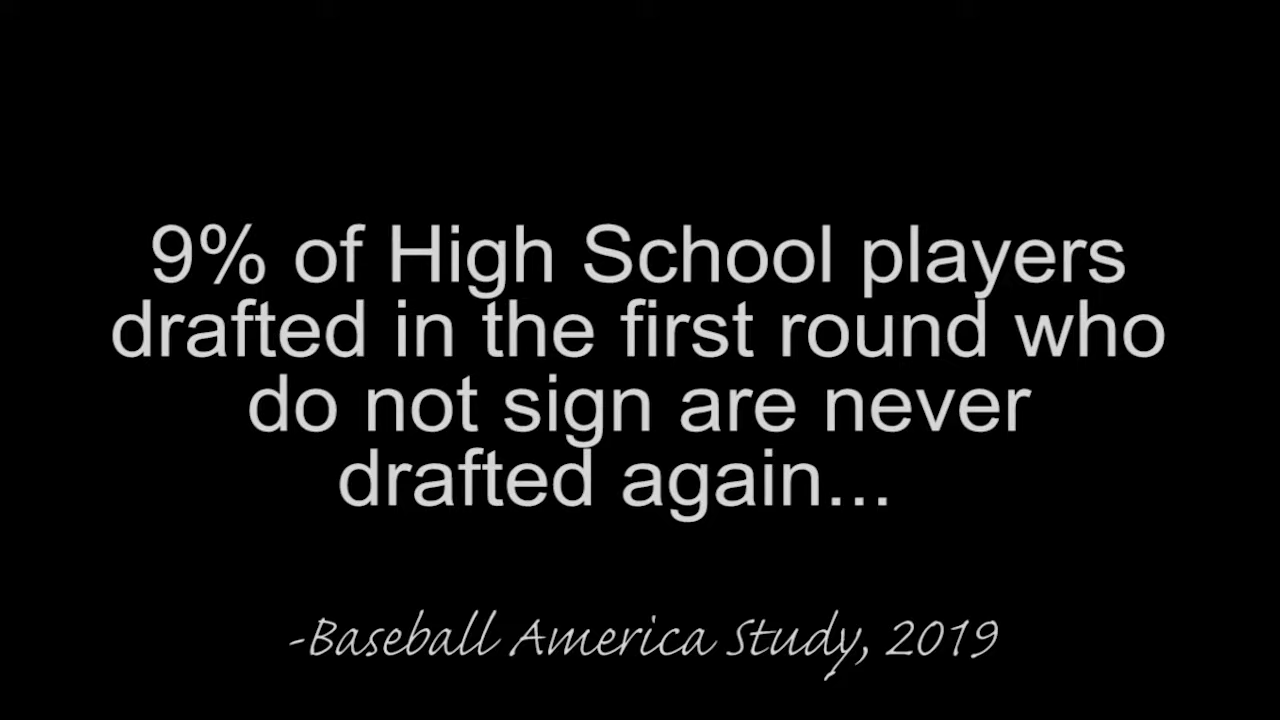 9% of High School players
drafted in the first round who
do not sign are never
drafted again...
-Baseball America Study, 2019